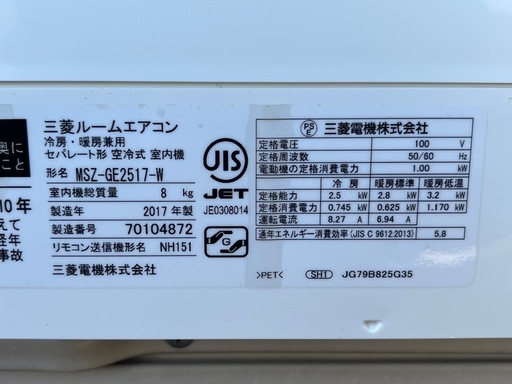 奥に
こと
10年
えて
経年
事故
三菱ルームエアコン
冷房・暖房兼用
セパレート形 空冷式 室内機
形名 MSZ-GE2517-W
室内機総質量 8 kg
製造年 2017 年製
製造番号 70104872
リモコン送信機形名 NH151
三菱電機株式会社
JIS
JET
JE0308014
PSE 三菱電機株式会社
定格電圧 100 V
定格周波数 50/60 Hz
電動機の定格消費電力 1.00 kW
冷 房 暖房標準 暖房低温
定格能力 2.5 kW 2.8 kW 3.2 kW
定格消費電力 0.745 kW 0.625 kW 1.170 kW
運転電流 8.27 A 6.94 A
通年エネルギー消費効率(JIS C 9612:2013) 5.8
>PET< SH1 JG79B825G35